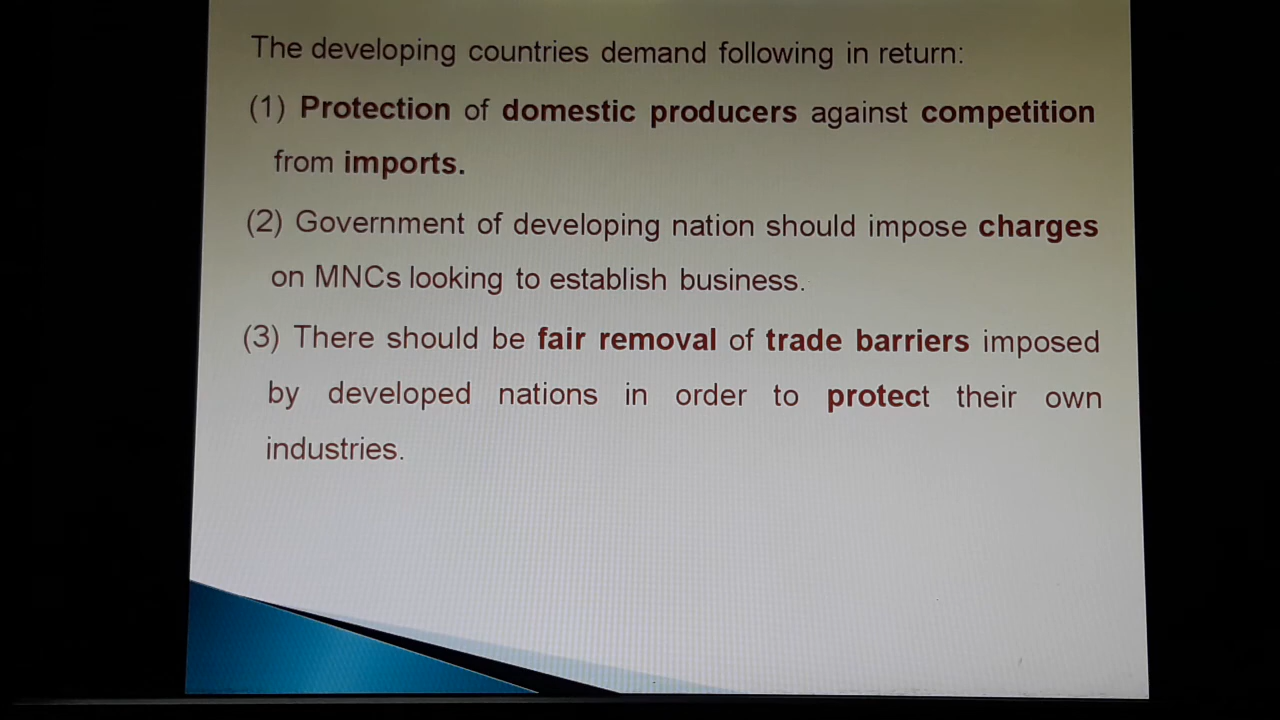 The developing countries demand following in return:
(1) Protection of domestic producers against competition
from imports.
(2) Government of developing nation should impose charges
on MNCs looking to establish business.
(3) There should be fair removal of trade barriers imposed
by developed nations in order to protect their own
industries.